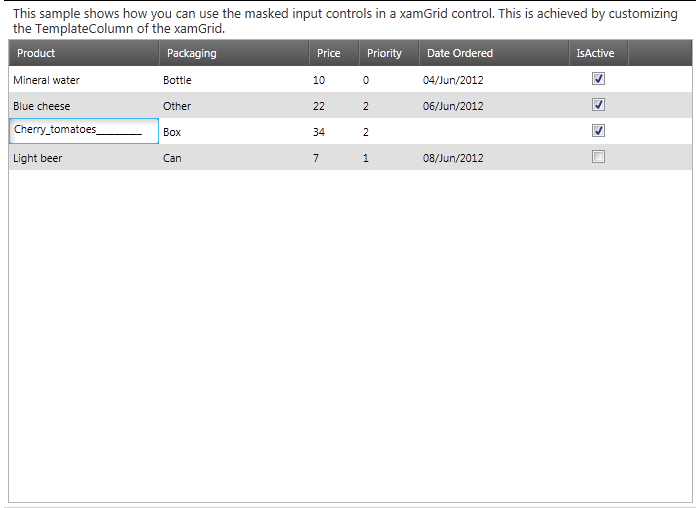 This sample shows how you can use the masked input controls in a xamGrid control. This is achieved by customizing
the TemplateColumn of the xamGrid.
Product Packaging Price Priority Date Ordered IsActive
Mineral water Bottle 10 0 04/Jun/2012
Blue cheese Other 22 2 06/Jun/2012
Cherry_tomatoes_________ Box 34 2
Light beer Can 7 1 08/Jun/2012